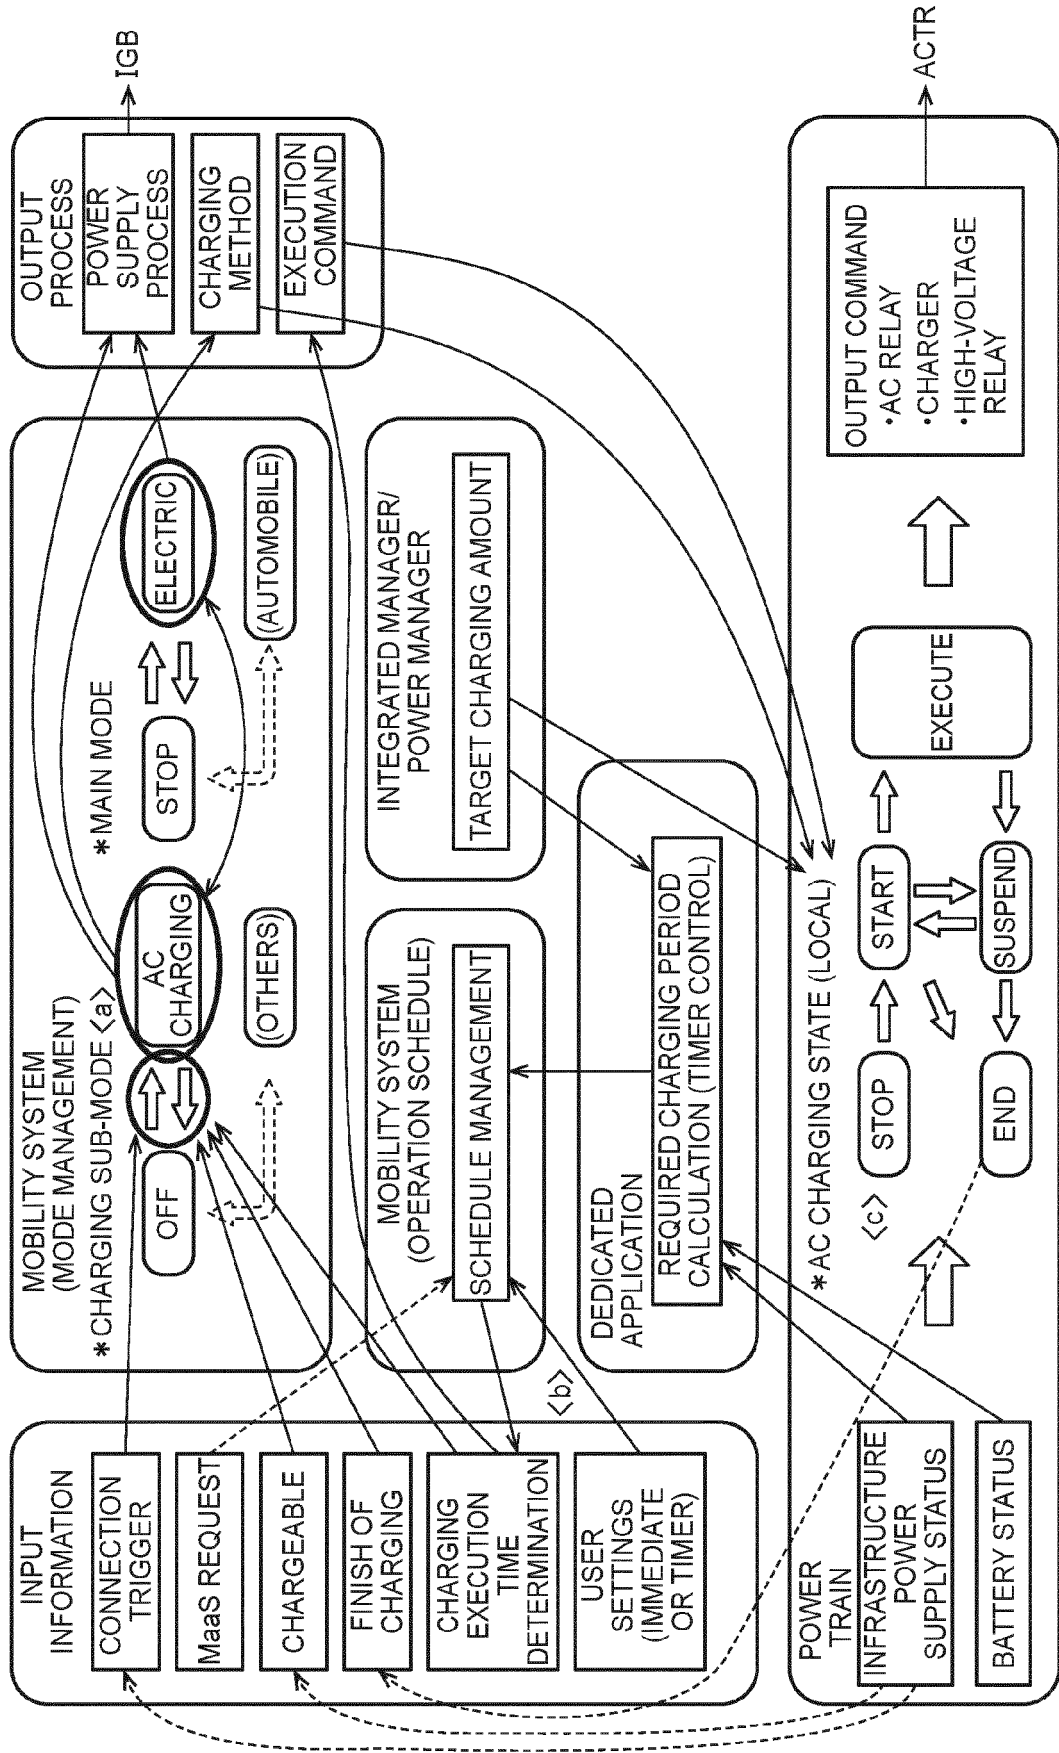 INPUT
INFORMATION
CONNECTION
TRIGGER
MaaS REQUEST
CHARGEABLE
FINISH OF
CHARGING
CHARGING
EXECUTION
TIME
DETERMINATION
USER
SETTINGS
(IMMEDIATE
OR TIMER)
MOBILITY SYSTEM
(MODE MANAGEMENT)
*CHARGING SUB-MODE <a>
*MAIN MODE
OFF
AC
CHARGING
STOP
ELECTRIC
(OTHERS)
(AUTOMOBILE)
OUTPUT
PROCESS
POWER
SUPPLY
PROCESS
IGB
CHARGING
METHOD
EXECUTION
COMMAND
MOBILITY SYSTEM
(OPERATION SCHEDULE)
SCHEDULE MANAGEMENT
INTEGRATED MANAGER/
POWER MANAGER
TARGET CHARGING AMOUNT
<b>
DEDICATED
APPLICATION
REQUIRED CHARGING PERIOD
CALCULATION (TIMER CONTROL)
POWER
TRAIN
INFRASTRUCTURE
POWER
SUPPLY STATUS
BATTERY STATUS
*AC CHARGING STATE (LOCAL)
<c>
STOP
START
EXECUTE
END
SUSPEND
OUTPUT COMMAND
•AC RELAY
•CHARGER
•HIGH-VOLTAGE
RELAY
ACTR